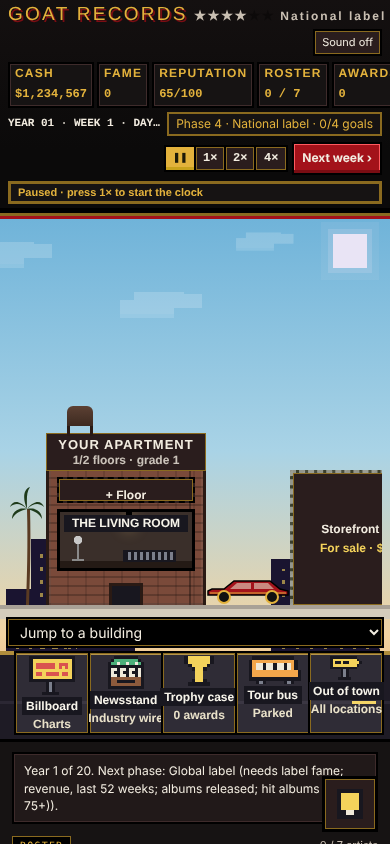 GOAT RECORDS ★★★★★★ National label
Sound off
CASH
$1,234,567
FAME
0
REPUTATION
65/100
ROSTER
0 / 7
AWARD
0
YEAR 01 · WEEK 1 · DAY…
Phase 4 · National label · 0/4 goals
1×
2×
4×
Next week ›
Paused · press 1× to start the clock
YOUR APARTMENT
1/2 floors · grade 1
+ Floor
THE LIVING ROOM
Storefront
For sale · $
Jump to a building
Billboard
Charts
Newsstand
Industry wire
Trophy case
0 awards
Tour bus
Parked
Out of town
All locations
Year 1 of 20. Next phase: Global label (needs label fame;
revenue, last 52 weeks; albums released; hit albums
75+)).
ROSTER
0 / 7 artists